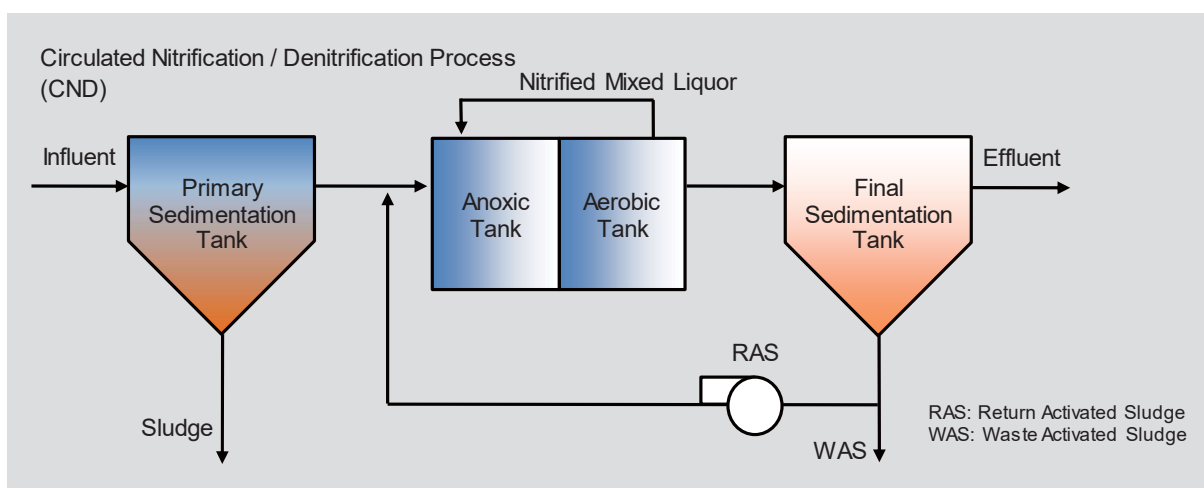 Circulated Nitrification / Denitrification Process
(CND)
Nitrified Mixed Liquor
Influent
Primary
Sedimentation
Tank
Anoxic
Tank
Aerobic
Tank
Final
Sedimentation
Tank
Effluent
RAS
Sludge
WAS
RAS: Return Activated Sludge
WAS: Waste Activated Sludge